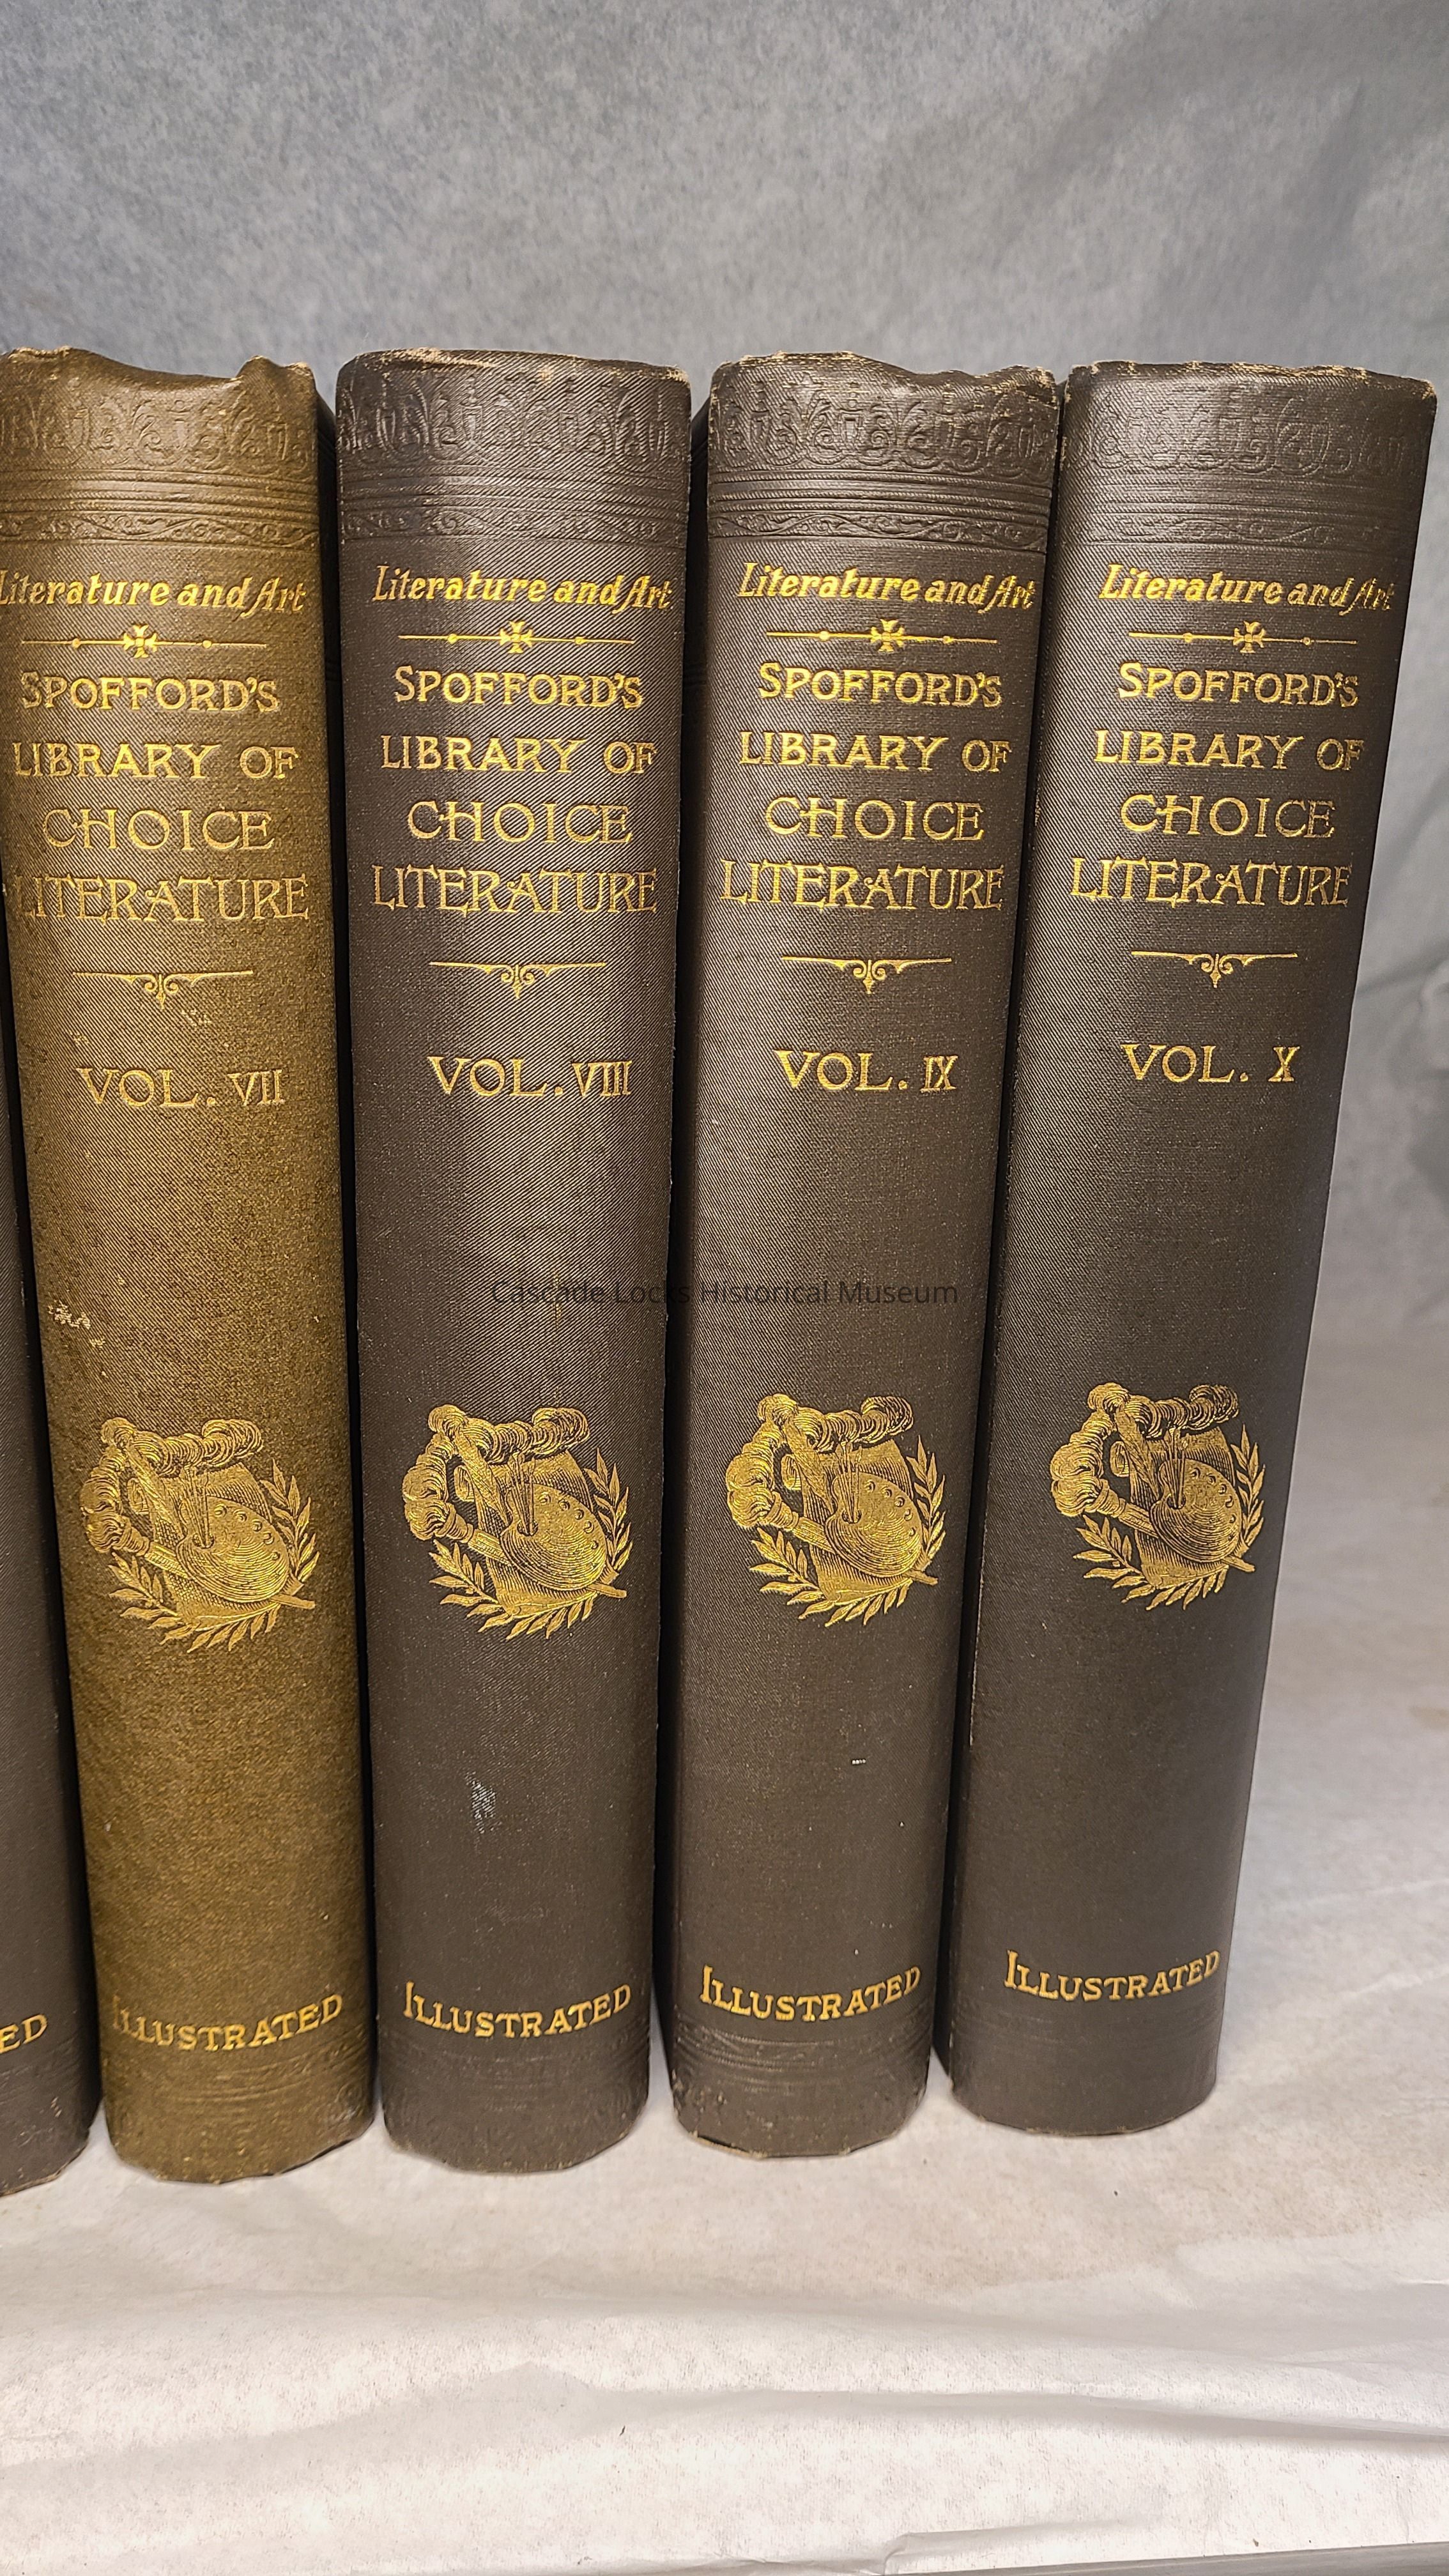 Literature and Art
SPOFFORD'S
LIBRARY OF
CHOICE
LITERATURE
VOL. VII
ILLUSTRATED
Literature and Art
SPOFFORD'S
LIBRARY OF
CHOICE
LITERATURE
VOL. VIII
ILLUSTRATED
Literature and Art
SPOFFORD'S
LIBRARY OF
CHOICE
LITERATURE
VOL. IX
ILLUSTRATED
Literature and Art
SPOFFORD'S
LIBRARY OF
CHOICE
LITERATURE
VOL. X
ILLUSTRATED
Cascade Locks Historical Museum